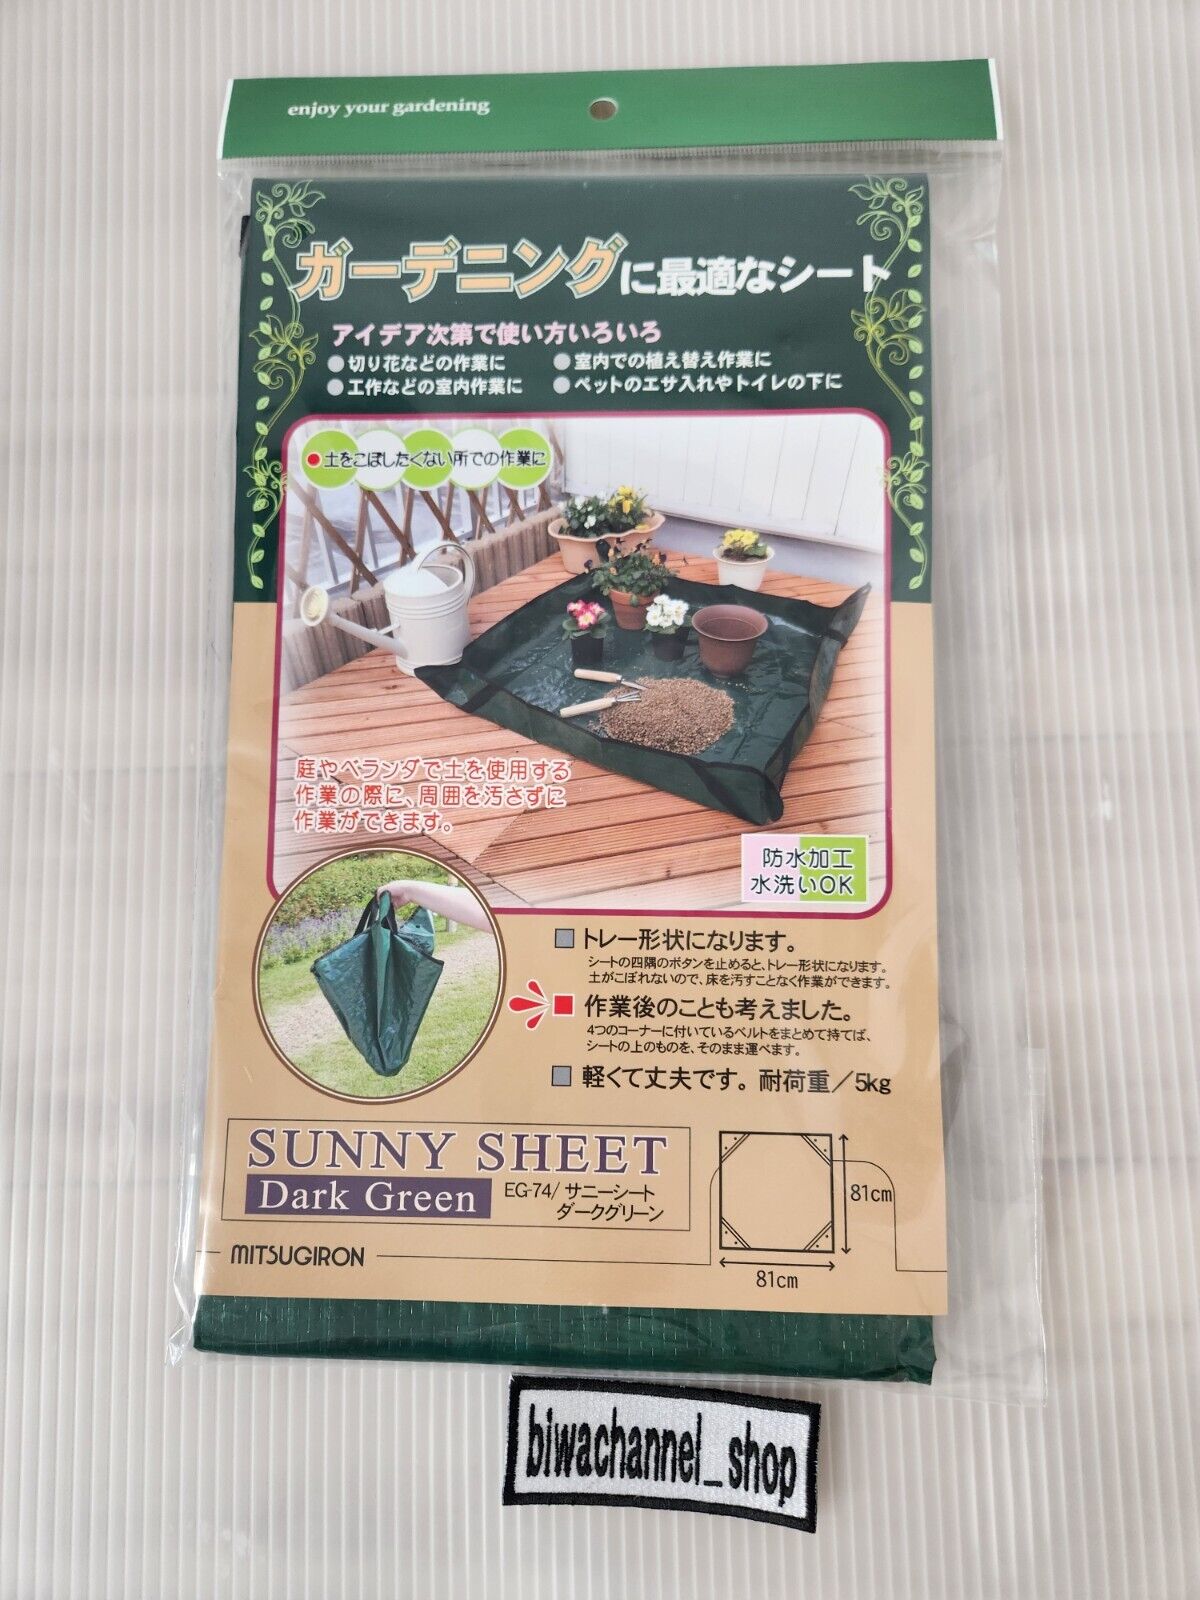 enjoy your gardening
ガーデニングに最適なシート
アイデア次第で使い方いろいろ
●切り花などの作業に
●室内での植え替え作業に
●工作などの室内作業に
●ペットのエサ入れやトイレの下に
●土をこぼしたくない所での作業に
庭やベランダで土を使用する
作業の際に、周囲を汚さずに
作業ができます。
防水加工
水洗いOK
■トレー形状になります。
シートの四隅のボタンを止めると、トレー形状になります。
土がこぼれないので、床を汚すことなく作業ができます。
■作業後のことも考えました。
4つのコーナーに付いているベルトをまとめて持てば、
シートの上のものを、そのまま運べます。
■軽くて丈夫です。耐荷重/5kg
SUNNY SHEET
Dark Green
EG-74/サニーシート
ダークグリーン
81cm
81cm
MITSUGIRON
biwachannel_shop